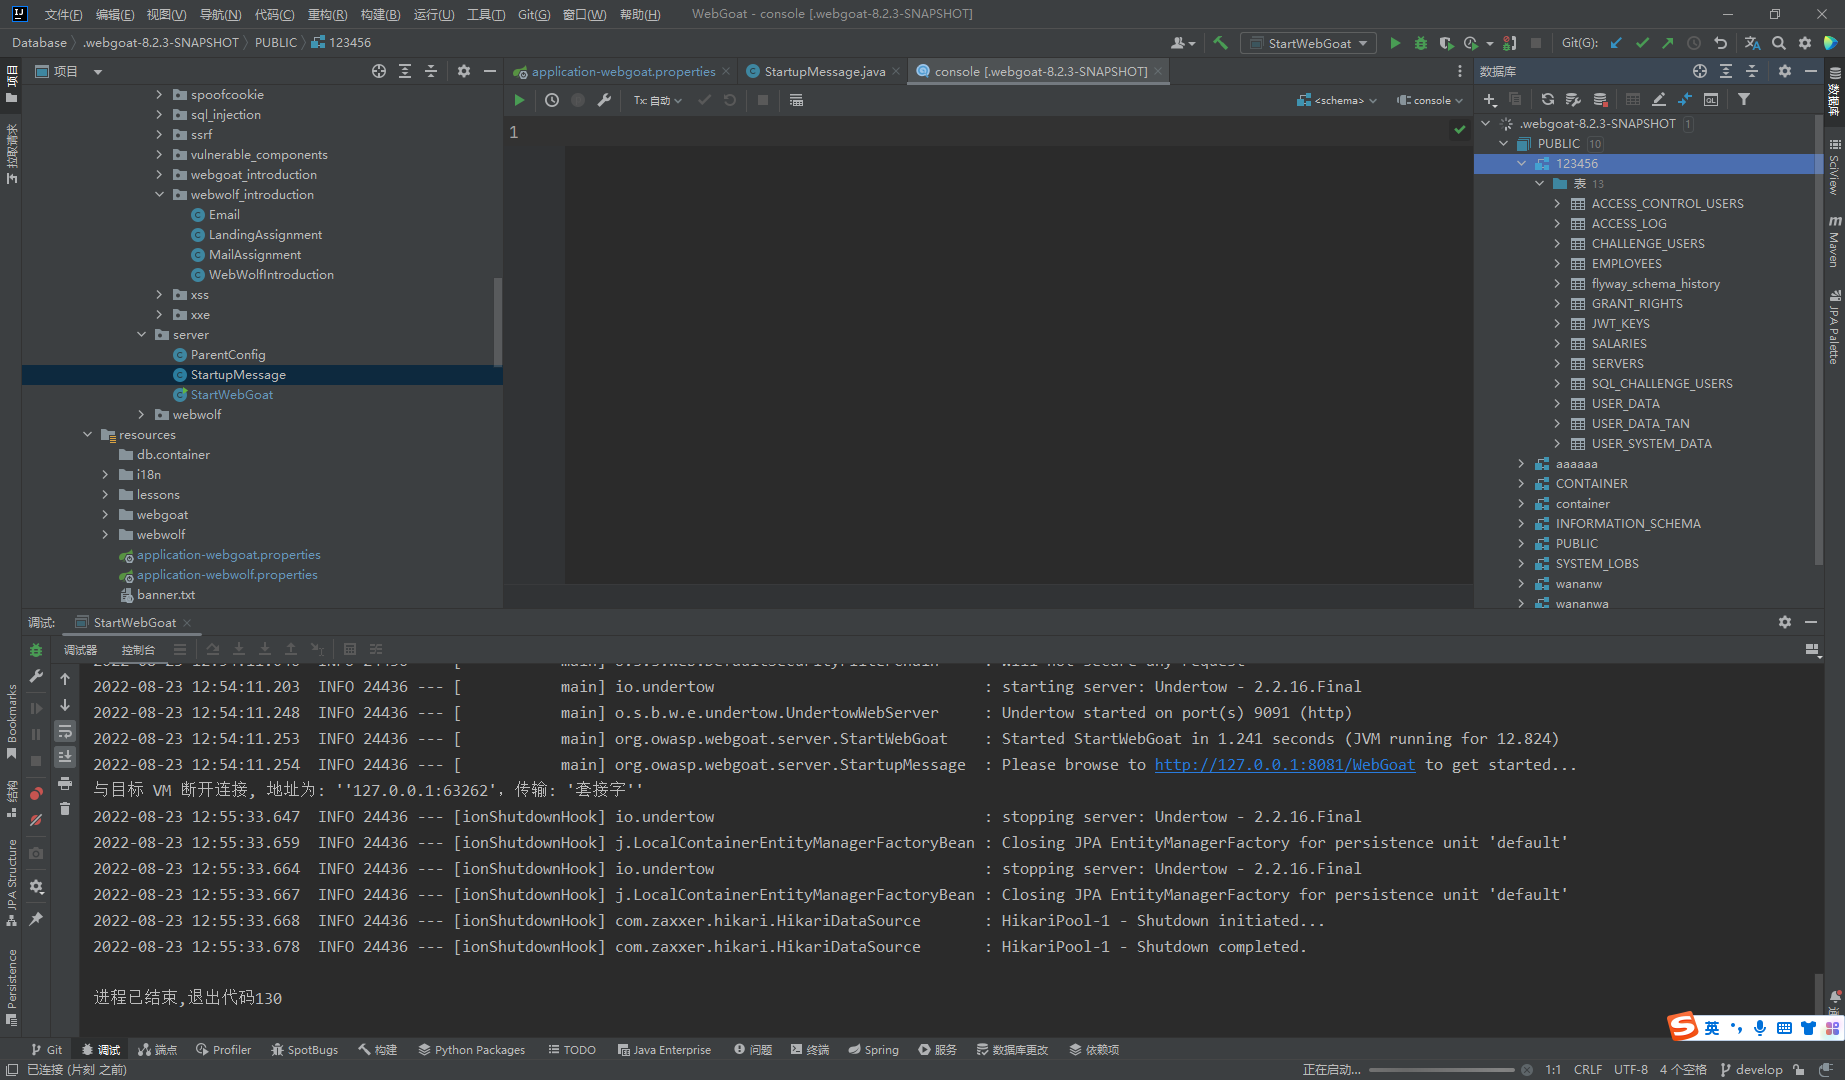 文件(F) 编辑(E) 视图(V) 导航(N) 代码(C) 重构(R) 构建(B) 运行(U) 工具(T) Git(G) 窗口(W) 帮助(H) WebGoat - console [.webgoat-8.2.3-SNAPSHOT]
Database .webgoat-8.2.3-SNAPSHOT PUBLIC 123456
StartWebGoat Git(G):
项目
项目
拉取请求
Bookmarks
结构
JPA Structure
Persistence
spoofcookie
sql_injection
ssrf
vulnerable_components
webgoat_introduction
webwolf_introduction
Email
LandingAssignment
MailAssignment
WebWolfIntroduction
xss
xxe
server
ParentConfig
StartupMessage
StartWebGoat
webwolf
resources
db.container
i18n
lessons
webgoat
webwolf
application-webgoat.properties
application-webwolf.properties
banner.txt
application-webgoat.properties StartupMessage.java console [.webgoat-8.2.3-SNAPSHOT]
Tx: 自动 <schema> console
1
数据库
.webgoat-8.2.3-SNAPSHOT 1
PUBLIC 10
123456
表 13
ACCESS_CONTROL_USERS
ACCESS_LOG
CHALLENGE_USERS
EMPLOYEES
flyway_schema_history
GRANT_RIGHTS
JWT_KEYS
SALARIES
SERVERS
SQL_CHALLENGE_USERS
USER_DATA
USER_DATA_TAN
USER_SYSTEM_DATA
aaaaaa
CONTAINER
container
INFORMATION_SCHEMA
PUBLIC
SYSTEM_LOBS
wananw
wananwa
数据库
SciView
Maven
JPA Palette
调试: StartWebGoat
调试器 控制台
2022-08-23 12:54:11.203 INFO 24436 --- [ main] io.undertow : starting server: Undertow - 2.2.16.Final
2022-08-23 12:54:11.248 INFO 24436 --- [ main] o.s.b.w.e.undertow.UndertowWebServer : Undertow started on port(s) 9091 (http)
2022-08-23 12:54:11.253 INFO 24436 --- [ main] org.owasp.webgoat.server.StartWebGoat : Started StartWebGoat in 1.241 seconds (JVM running for 12.824)
2022-08-23 12:54:11.254 INFO 24436 --- [ main] org.owasp.webgoat.server.StartupMessage : Please browse to http://127.0.0.1:8081/WebGoat to get started...
与目标 VM 断开连接, 地址为: ''127.0.0.1:63262', 传输: '套接字''
2022-08-23 12:55:33.647 INFO 24436 --- [ionShutdownHook] io.undertow : stopping server: Undertow - 2.2.16.Final
2022-08-23 12:55:33.659 INFO 24436 --- [ionShutdownHook] j.LocalContainerEntityManagerFactoryBean : Closing JPA EntityManagerFactory for persistence unit 'default'
2022-08-23 12:55:33.664 INFO 24436 --- [ionShutdownHook] io.undertow : stopping server: Undertow - 2.2.16.Final
2022-08-23 12:55:33.667 INFO 24436 --- [ionShutdownHook] j.LocalContainerEntityManagerFactoryBean : Closing JPA EntityManagerFactory for persistence unit 'default'
2022-08-23 12:55:33.668 INFO 24436 --- [ionShutdownHook] com.zaxxer.hikari.HikariDataSource : HikariPool-1 - Shutdown initiated...
2022-08-23 12:55:33.678 INFO 24436 --- [ionShutdownHook] com.zaxxer.hikari.HikariDataSource : HikariPool-1 - Shutdown completed.
进程已结束,退出代码130
英
Git 调试 端点 Profiler SpotBugs 构建 Python Packages TODO Java Enterprise 问题 终端 Spring 服务 数据库更改 依赖项
已连接 (片刻 之前) 正在启动... 1:1 CRLF UTF-8 4 个空格 develop